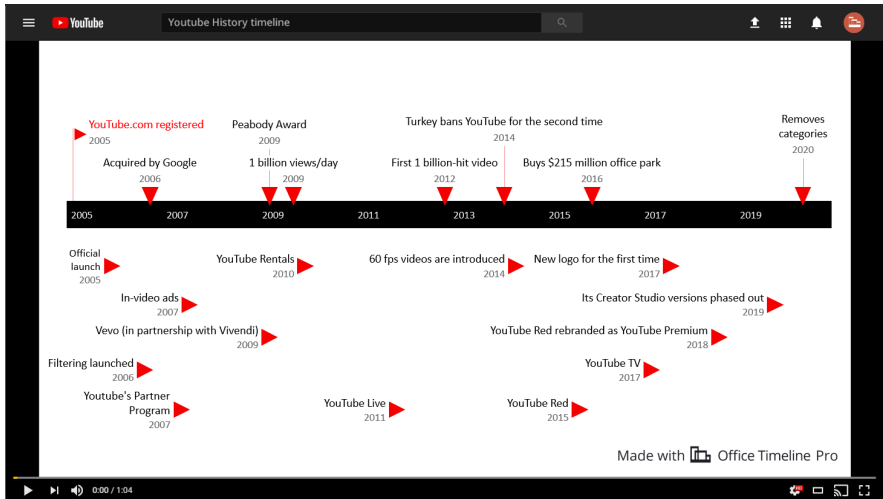 YouTube
Youtube History timeline
YouTube.com registered
2005
Peabody Award
2009
Turkey bans YouTube for the second time
2014
Removes
categories
2020
Acquired by Google
2006
1 billion views/day
2009
First 1 billion-hit video
2012
Buys $215 million office park
2016
2005 2007 2009 2011 2013 2015 2017 2019
Official
launch
2005
YouTube Rentals
2010
60 fps videos are introduced
2014
New logo for the first time
2017
In-video ads
2007
Its Creator Studio versions phased out
2019
Vevo (in partnership with Vivendi)
2009
YouTube Red rebranded as YouTube Premium
2018
Filtering launched
2006
YouTube TV
2017
Youtube's Partner
Program
2007
YouTube Live
2011
YouTube Red
2015
Made with Office Timeline Pro
0:00 / 1:04
HD